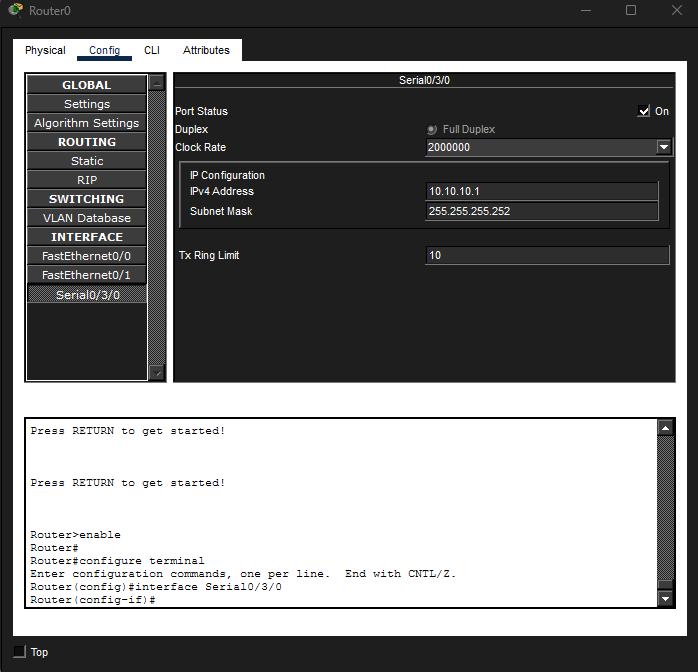 Router0
Physical Config CLI Attributes
GLOBAL
Settings
Algorithm Settings
ROUTING
Static
RIP
SWITCHING
VLAN Database
INTERFACE
FastEthernet0/0
FastEthernet0/1
Serial0/3/0
Serial0/3/0
Port Status On
Duplex Full Duplex
Clock Rate 2000000
IP Configuration
IPv4 Address 10.10.10.1
Subnet Mask 255.255.255.252
Tx Ring Limit 10
Press RETURN to get started!
Press RETURN to get started!
Router>enable
Router#
Router#configure terminal
Enter configuration commands, one per line.  End with CNTL/Z.
Router(config)#interface Serial0/3/0
Router(config-if)#
Top